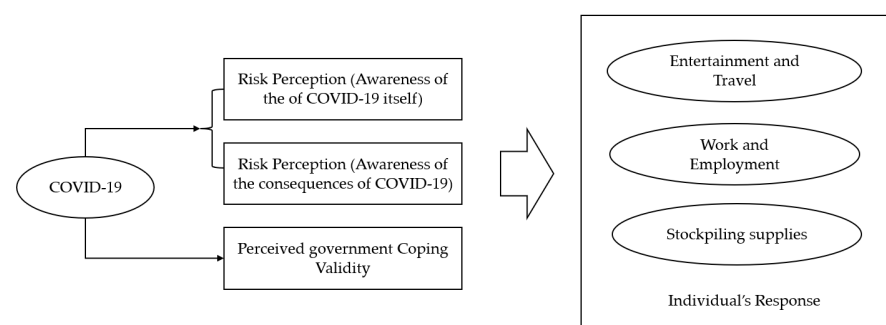 COVID-19
Risk Perception (Awareness of
the of COVID-19 itself)
Risk Perception (Awareness of
the consequences of COVID-19)
Perceived government Coping
Validity
Entertainment and
Travel
Work and
Employment
Stockpiling supplies
Individual's Response